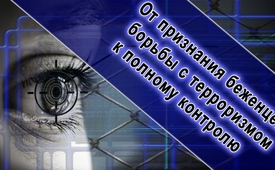 От признания беженцев
борьбы с терроризмом
к полному контролю